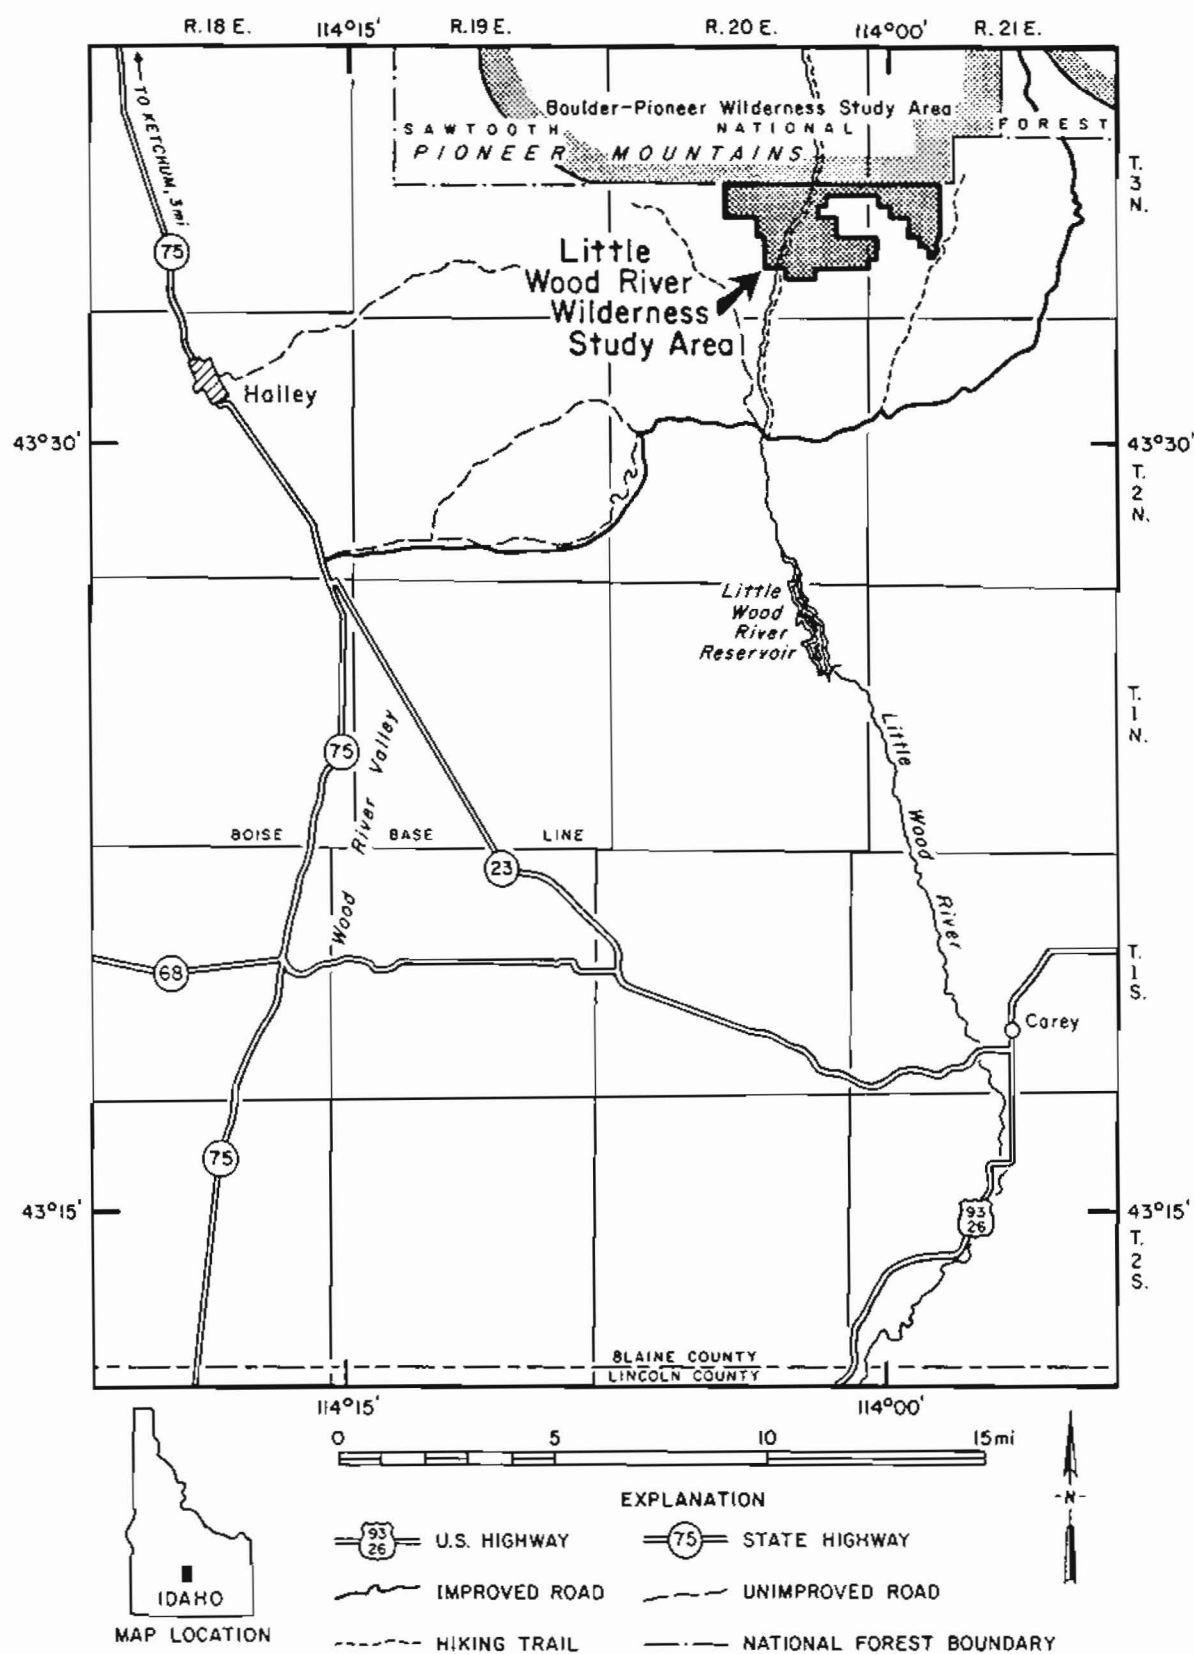 R. 18 E. 114°15' R. 19 E. R. 20 E. 114°00' R. 21 E.
TO KETCHUM, 3 mi
Boulder-Pioneer Wilderness Study Area
SAWTOOTH NATIONAL FOREST
PIONEER MOUNTAINS
T. 3 N.
75
Little
Wood River
Wilderness
Study Area
Hailey
43°30' 43°30'
T. 2 N.
Little
Wood
River
Reservoir
T. 1 N.
75
Wood River Valley
Little Wood River
BOISE BASE LINE
23
68
T. 1 S.
Carey
75
43°15' 43°15'
93
26
T. 2 S.
BLAINE COUNTY
LINCOLN COUNTY
114°15' 114°00'
0 5 10 15 mi
EXPLANATION
-N-
93
26
U.S. HIGHWAY
75 STATE HIGHWAY
IMPROVED ROAD UNIMPROVED ROAD
HIKING TRAIL NATIONAL FOREST BOUNDARY
IDAHO
MAP LOCATION